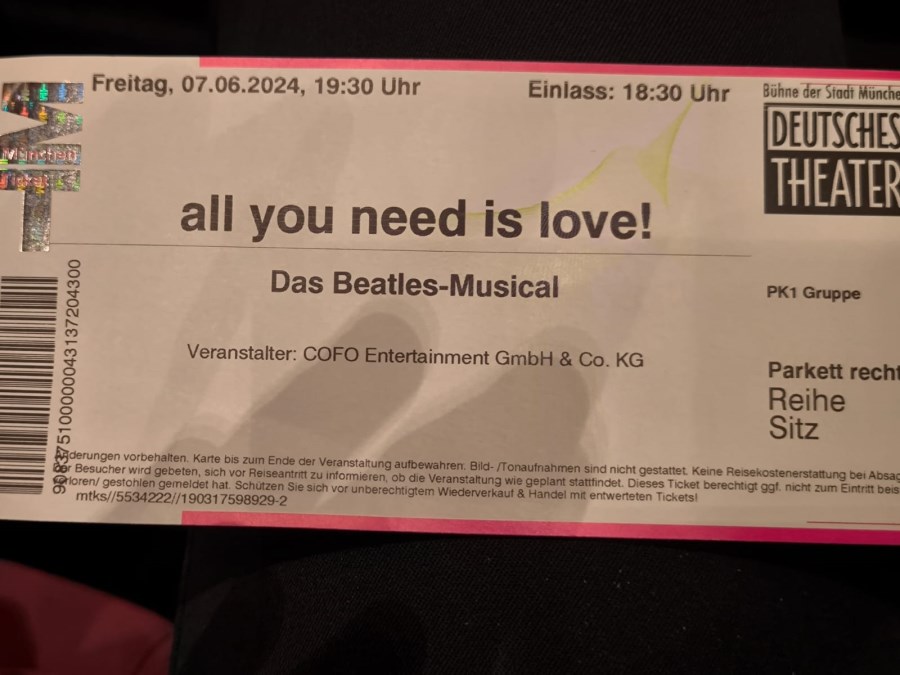 Freitag, 07.06.2024, 19:30 Uhr
Einlass: 18:30 Uhr
Bühne der Stadt Münche
DEUTSCHES
THEATER
München
Ticket
all you need is love!
Das Beatles-Musical
PK1 Gruppe
Veranstalter: COFO Entertainment GmbH & Co. KG
Parkett recht
Reihe
Sitz
Änderungen vorbehalten. Karte bis zum Ende der Veranstaltung aufbewahren. Bild- /Tonaufnahmen sind nicht gestattet. Keine Reisekostenerstattung bei Absag
Der Besucher wird gebeten, sich vor Reiseantritt zu informieren, ob die Veranstaltung wie geplant stattfindet. Dieses Ticket berechtigt ggf. nicht zum Eintritt beis
erloren/ gestohlen gemeldet hat. Schützen Sie sich vor unberechtigtem Wiederverkauf & Handel mit entwerteten Tickets!
mtks//5534222//190317598929-2